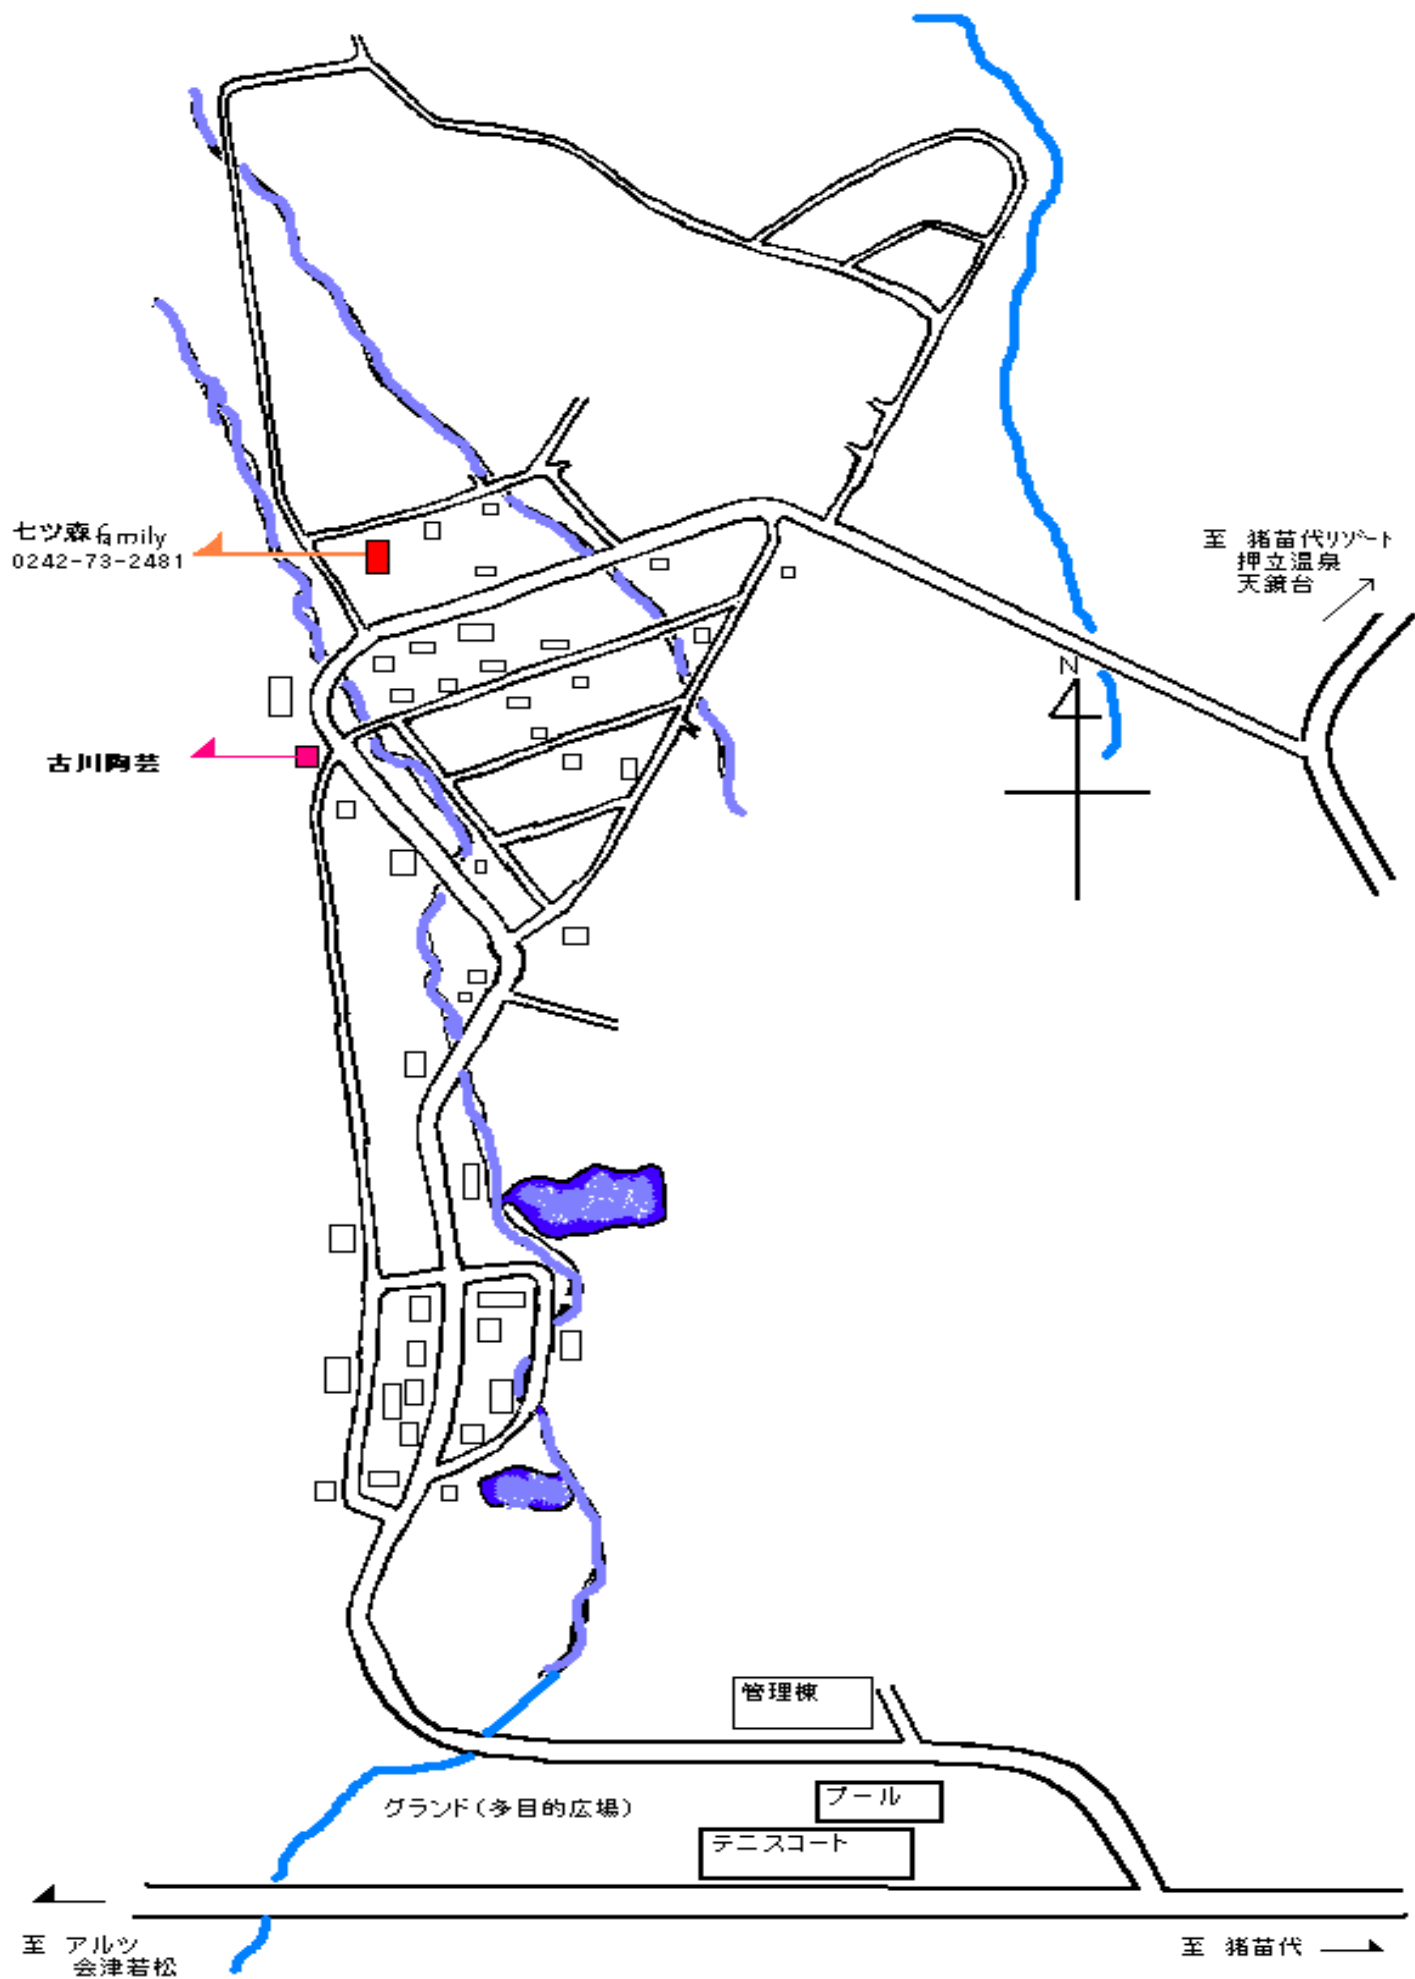 七ツ森family
0242-73-2481
至 猪苗代リゾート
押立温泉
天鏡台
N
古川陶芸
管理棟
プール
グランド(多目的広場)
テニスコート
至 アルツ
会津若松
至 猪苗代